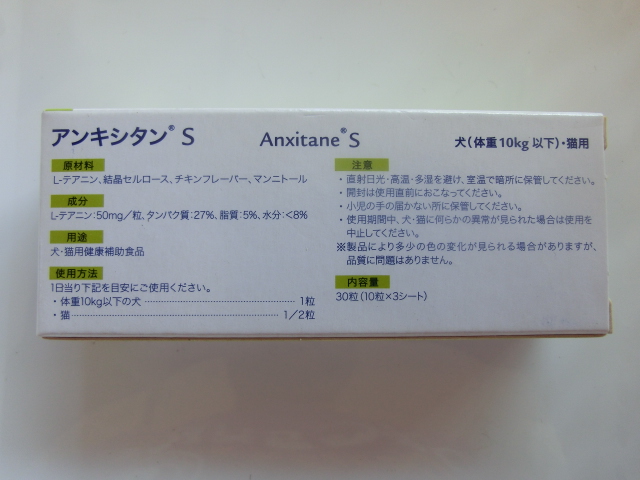 アンキシタン® S
Anxitane® S
犬(体重10kg 以下)・猫用
原材料
L-テアニン、結晶セルロース、チキンフレーバー、マンニトール
成分
L-テアニン:50mg/粒、タンパク質:27%、脂質:5%、水分:<8%
用途
犬・猫用健康補助食品
使用方法
1日当り下記を目安にご使用ください。
・体重10kg以下の犬 ……………………………… 1粒
・猫 ……………………………………………… 1/2粒
注意
・直射日光・高温・多湿を避け、室温で暗所に保管してください。
・開封は使用直前におこなってください。
・小児の手の届かない所に保管してください。
・使用期間中、犬・猫に何らかの異常が見られた場合は使用を
中止してください。
※製品により多少の色の変化が見られる場合がありますが、
品質に問題はありません。
内容量
30粒(10粒×3シート)